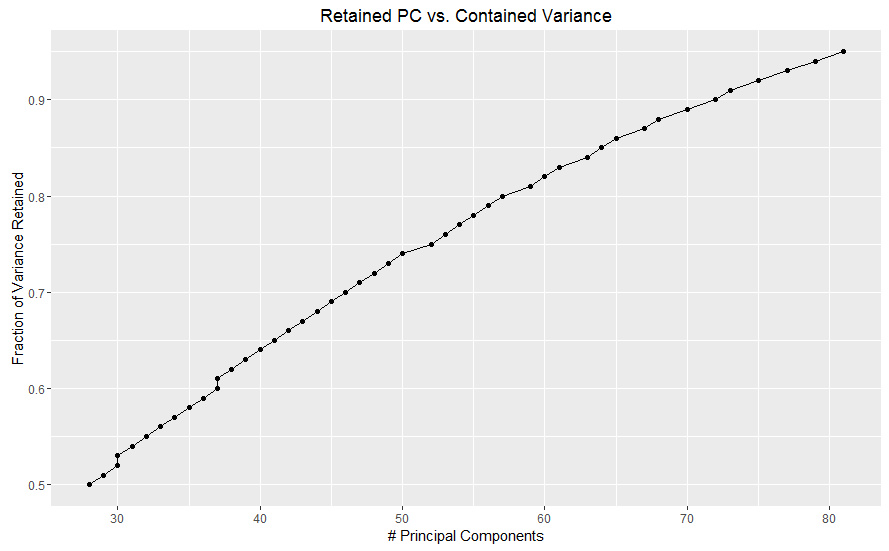 Retained PC vs. Contained Variance
Fraction of Variance Retained
0.9
0.8
0.7
0.6
0.5
30 40 50 60 70 80
# Principal Components